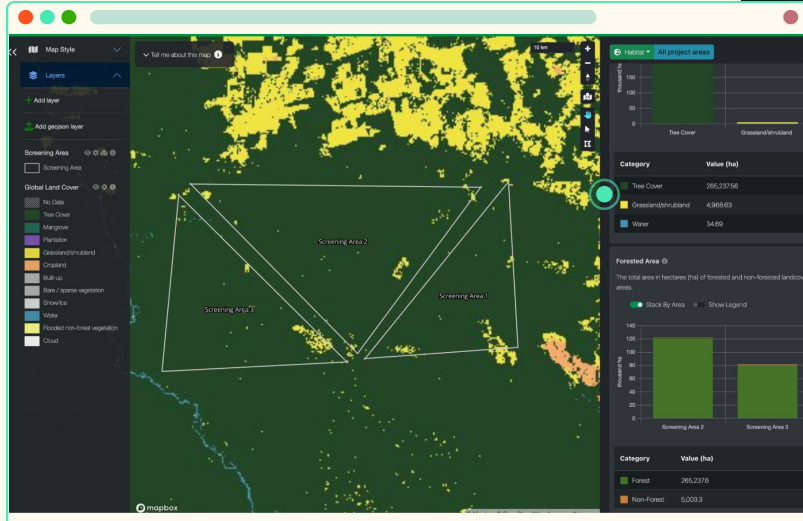 Map Style
Layers
Add layer
Add geojson layer
Screening Area
Screening Area
Global Land Cover
No Data
Tree Cover
Mangrove
Plantation
Grassland/shrubland
Cropland
Built-up
Bare / sparse vegetation
Snow/ice
Water
Flooded non-forest vegetation
Cloud
Tell me about this map
10 km
Screening Area 2
Screening Area 1
Screening Area 3
mapbox
Habitat
All project areas
thousand ha
150
100
50
0
Tree Cover
Grassland/shrubland
Category Value (ha)
Tree Cover 265,237.56
Grassland/shrubland 4,968.63
Water 34.69
Forested Area
The total area in hectares (ha) of forested and non-forested landcov
areas.
Stack By Area Show Legend
thousand ha
140
120
100
80
60
40
20
0
Screening Area 2
Screening Area 3
Category Value (ha)
Forest 265,237.6
Non-Forest 5,003.3